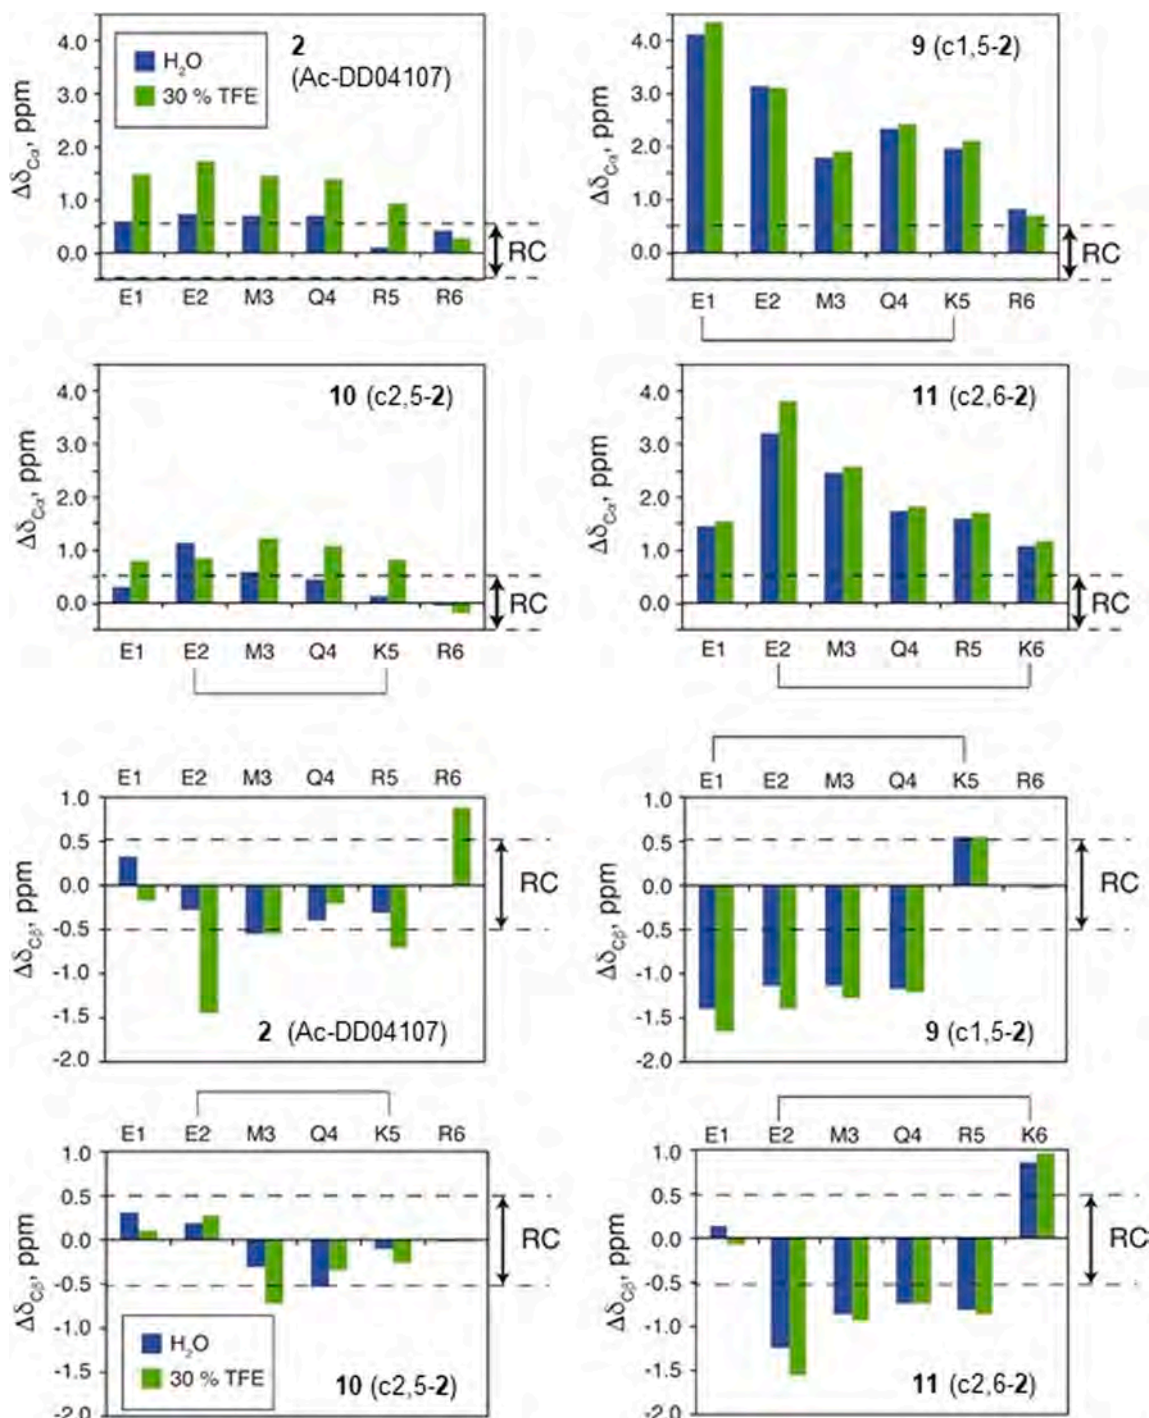 2
(Ac-DD04107)
H₂O
30 % TFE
ΔδCα, ppm
4.0
3.0
2.0
1.0
0.0
RC
E1 E2 M3 Q4 R5 R6
9 (c1,5-2)
ΔδCα, ppm
4.0
3.0
2.0
1.0
0.0
RC
E1 E2 M3 Q4 K5 R6
10 (c2,5-2)
ΔδCα, ppm
4.0
3.0
2.0
1.0
0.0
RC
E1 E2 M3 Q4 K5 R6
11 (c2,6-2)
ΔδCα, ppm
4.0
3.0
2.0
1.0
0.0
RC
E1 E2 M3 Q4 R5 K6
E1 E2 M3 Q4 R5 R6
ΔδCβ, ppm
1.0
0.5
0.0
-0.5
-1.0
-1.5
-2.0
RC
2 (Ac-DD04107)
E1 E2 M3 Q4 K5 R6
ΔδCβ, ppm
1.0
0.5
0.0
-0.5
-1.0
-1.5
-2.0
RC
9 (c1,5-2)
E1 E2 M3 Q4 K5 R6
ΔδCβ, ppm
1.0
0.5
0.0
-0.5
-1.0
-1.5
-2.0
RC
H₂O
30 % TFE
10 (c2,5-2)
E1 E2 M3 Q4 R5 K6
ΔδCβ, ppm
1.0
0.5
0.0
-0.5
-1.0
-1.5
-2.0
RC
11 (c2,6-2)